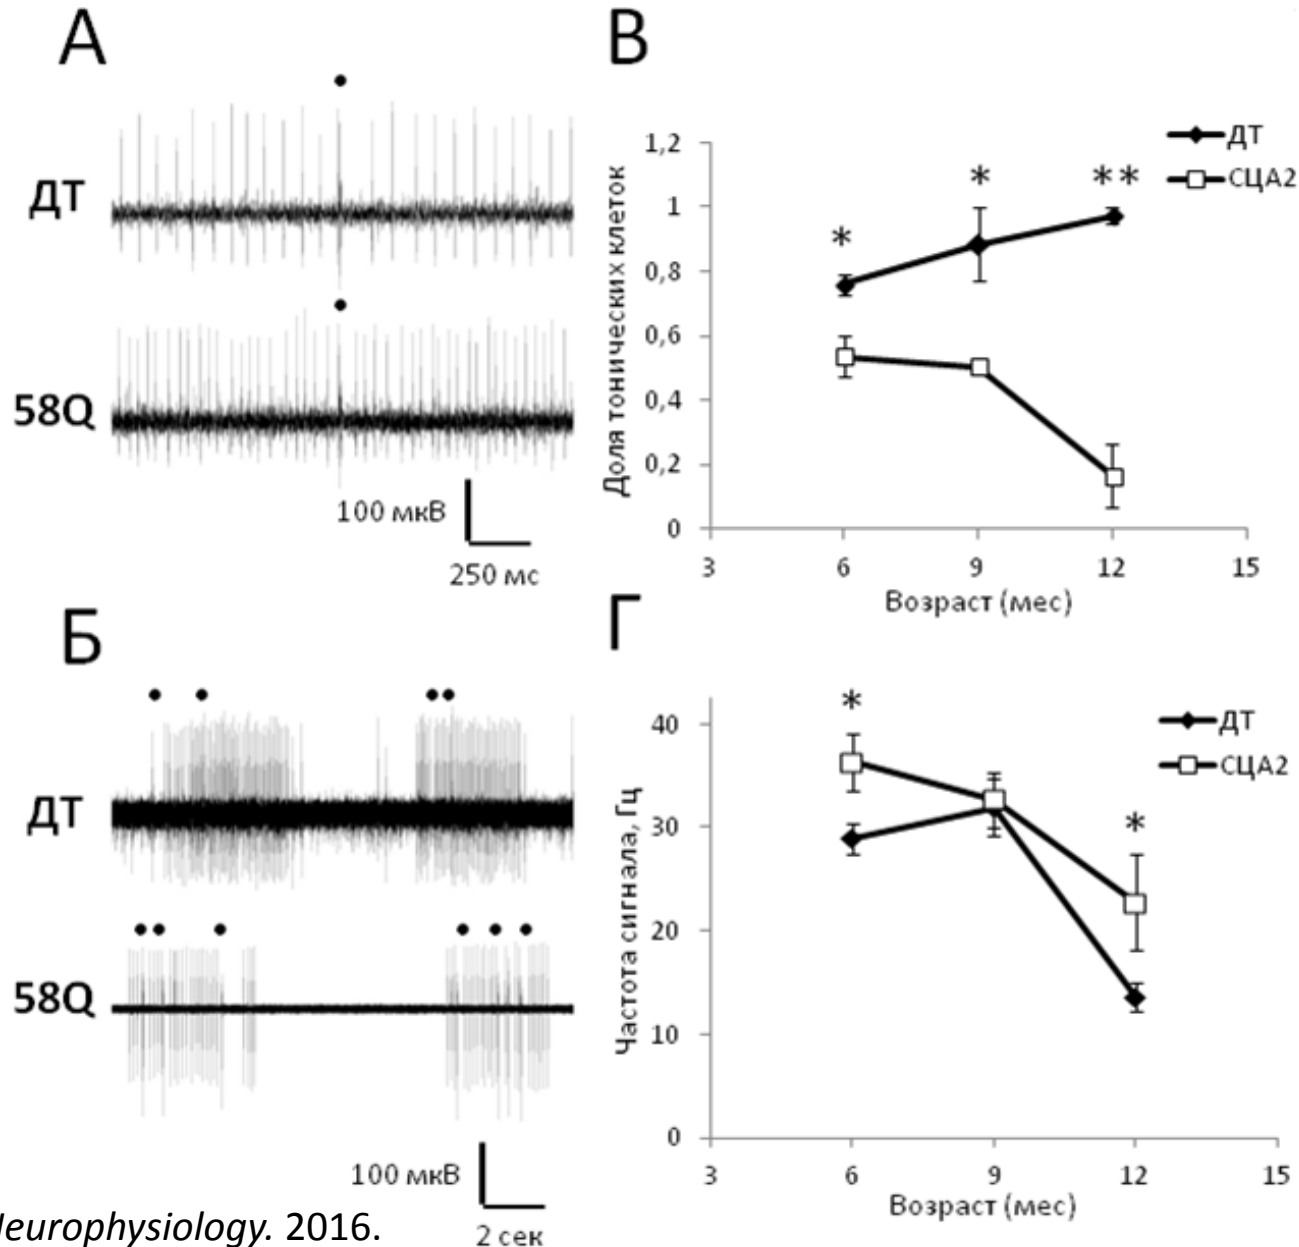 А
ДТ
58Q
100 мкВ
250 мс
Б
ДТ
58Q
100 мкВ
2 сек
В
ДТ
СЦА2
* * **
Доля тонических клеток
1,2
1
0,8
0,6
0,4
0,2
0
3 6 9 12 15
Возраст (мес)
Г
ДТ
СЦА2
* *
Частота сигнала, Гц
40
30
20
10
0
3 6 9 12 15
Возраст (мес)
Neurophysiology. 2016.